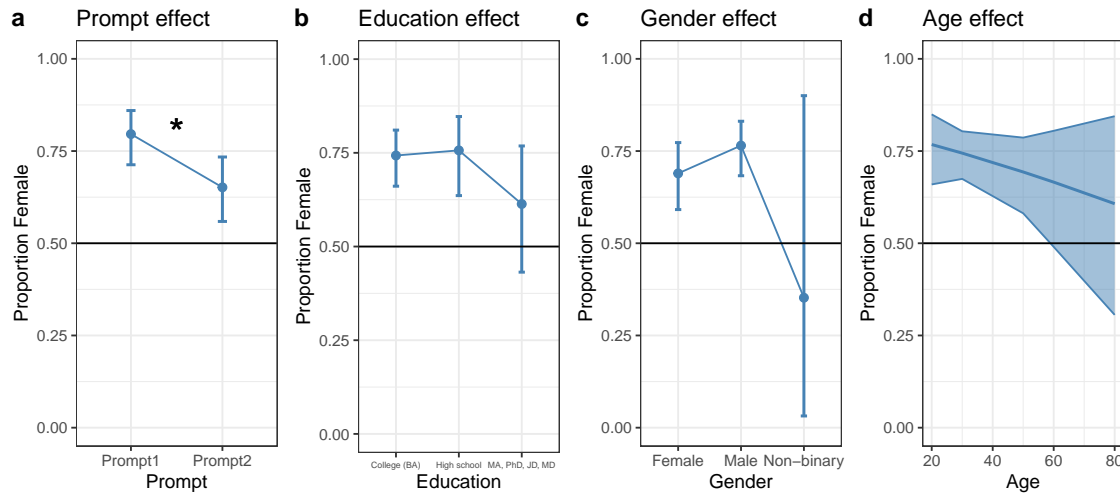 a Prompt effect
Proportion Female
1.00
0.75
0.50
0.25
0.00
*
Prompt1 Prompt2
Prompt
b Education effect
Proportion Female
1.00
0.75
0.50
0.25
0.00
College (BA) High school MA, PhD, JD, MD
Education
c Gender effect
Proportion Female
1.00
0.75
0.50
0.25
0.00
Female Male Non−binary
Gender
d Age effect
Proportion Female
1.00
0.75
0.50
0.25
0.00
20 40 60 80
Age